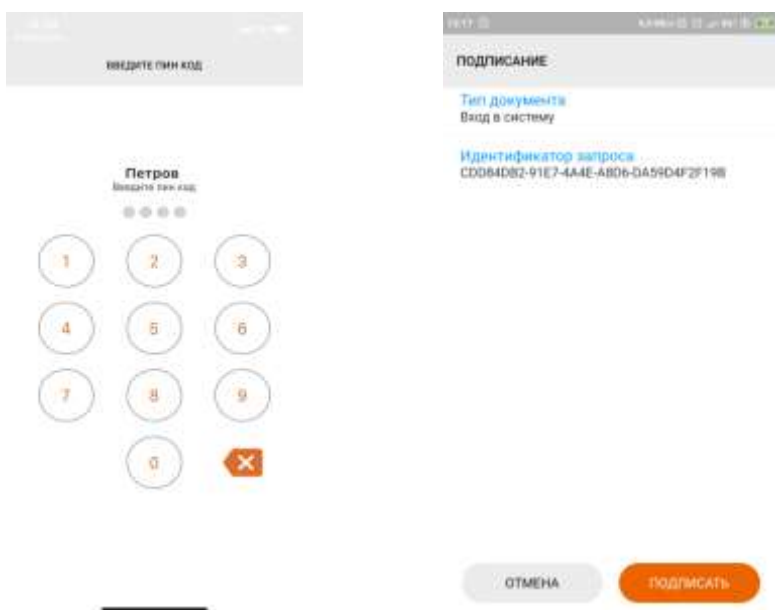 ВВЕДИТЕ ПИН КОД
Петров
Введите пин код
1
2
3
4
5
6
7
8
9
0
ПОДПИСАНИЕ
Тип документа
Вход в систему
Идентификатор запроса
CDD84DB2-91E7-4A4E-A8D6-DA59D4F2F19B
ОТМЕНА
ПОДПИСАТЬ